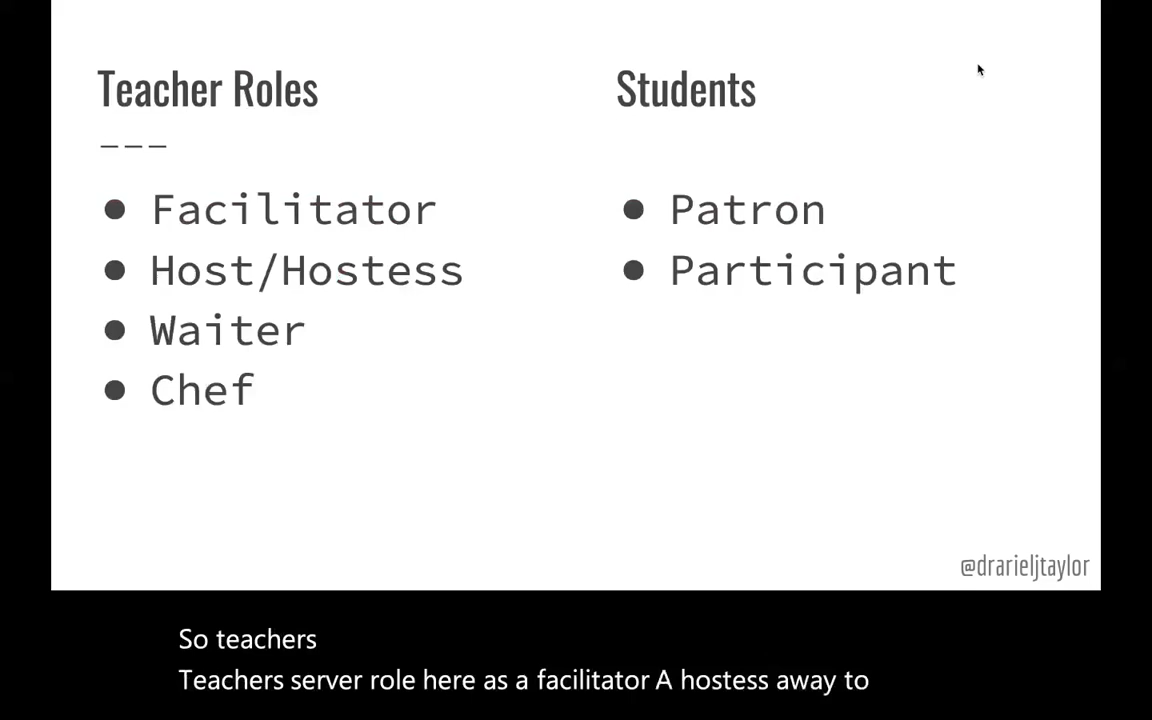 Teacher Roles
---
● Facilitator
● Host/Hostess
● Waiter
● Chef
Students
● Patron
● Participant
@drarieljtaylor
So teachers
Teachers server role here as a facilitator A hostess away to